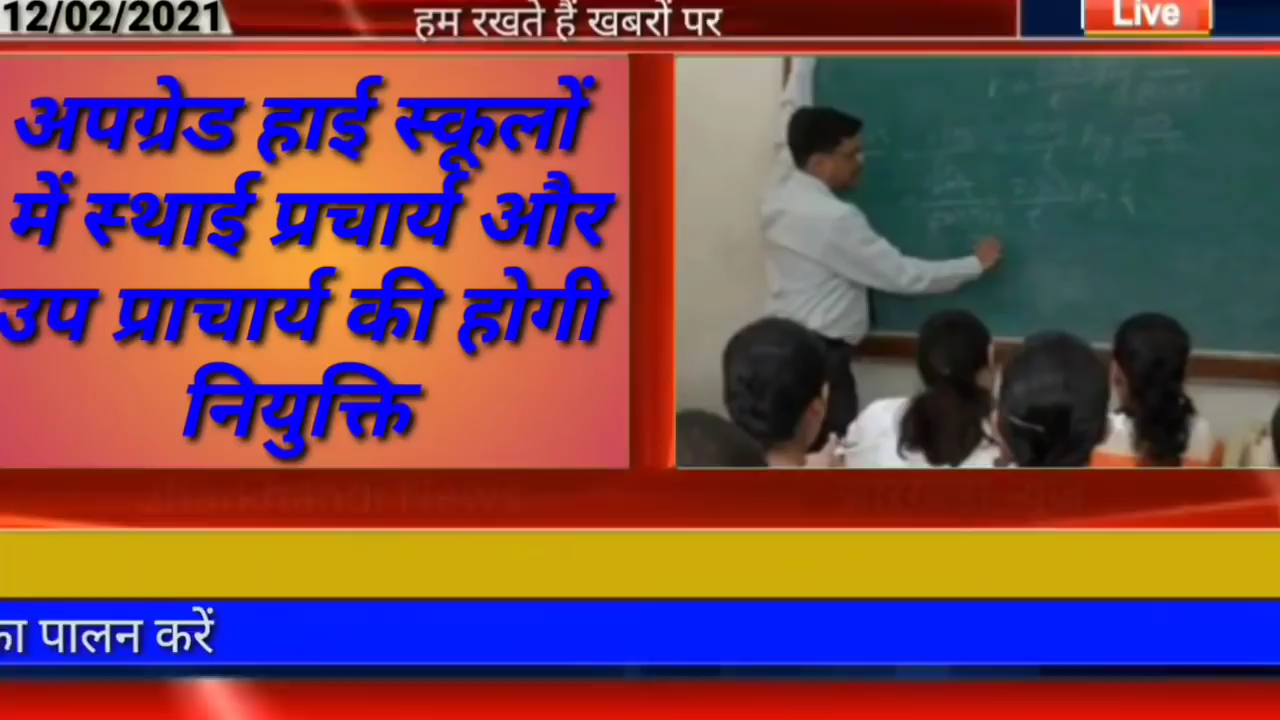 12/02/2021
हम रखते हैं खबरों पर
Live
अपग्रेड हाई स्कूलों
में स्थाई प्रचार्य और
उप प्राचार्य की होगी
नियुक्ति
का पालन करें